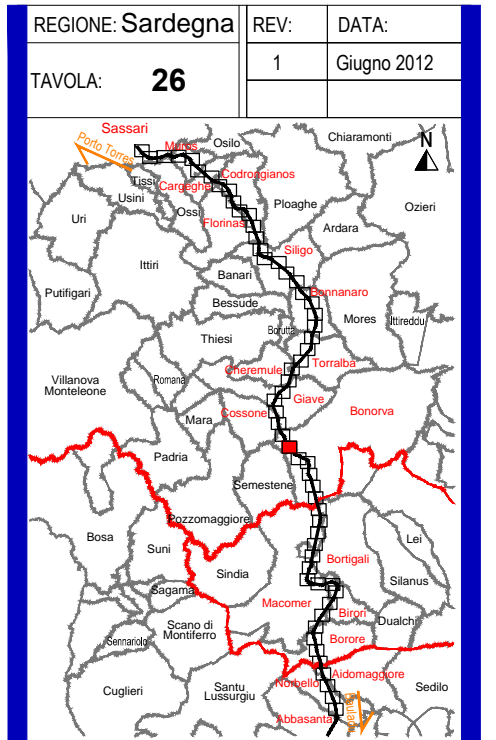 REGIONE: Sardegna
REV:
DATA:
TAVOLA: 26
1
Giugno 2012
Sassari
Porto Torres
Muros
Osilo
Chiaramonti
N
Tissi
Cargeghe
Codrongianos
Usini
Ossi
Ploaghe
Ozieri
Uri
Florinas
Ardara
Siligo
Ittiri
Banari
Putifigari
Bessude
Bonnanaro
Mores
Ittireddu
Thiesi
Borutta
Torralba
Cheremule
Villanova
Monteleone
Romana
Giave
Cossone
Bonorva
Mara
Padria
Semestene
Pozzomaggiore
Bosa
Suni
Lei
Bortigali
Sindia
Silanus
Sagama
Macomer
Birori
Dualchi
Scano di
Montiferro
Sennariolo
Borore
Aidomaggiore
Norbello
Sedilo
Cuglieri
Santu
Lussurgiu
Abbasanta